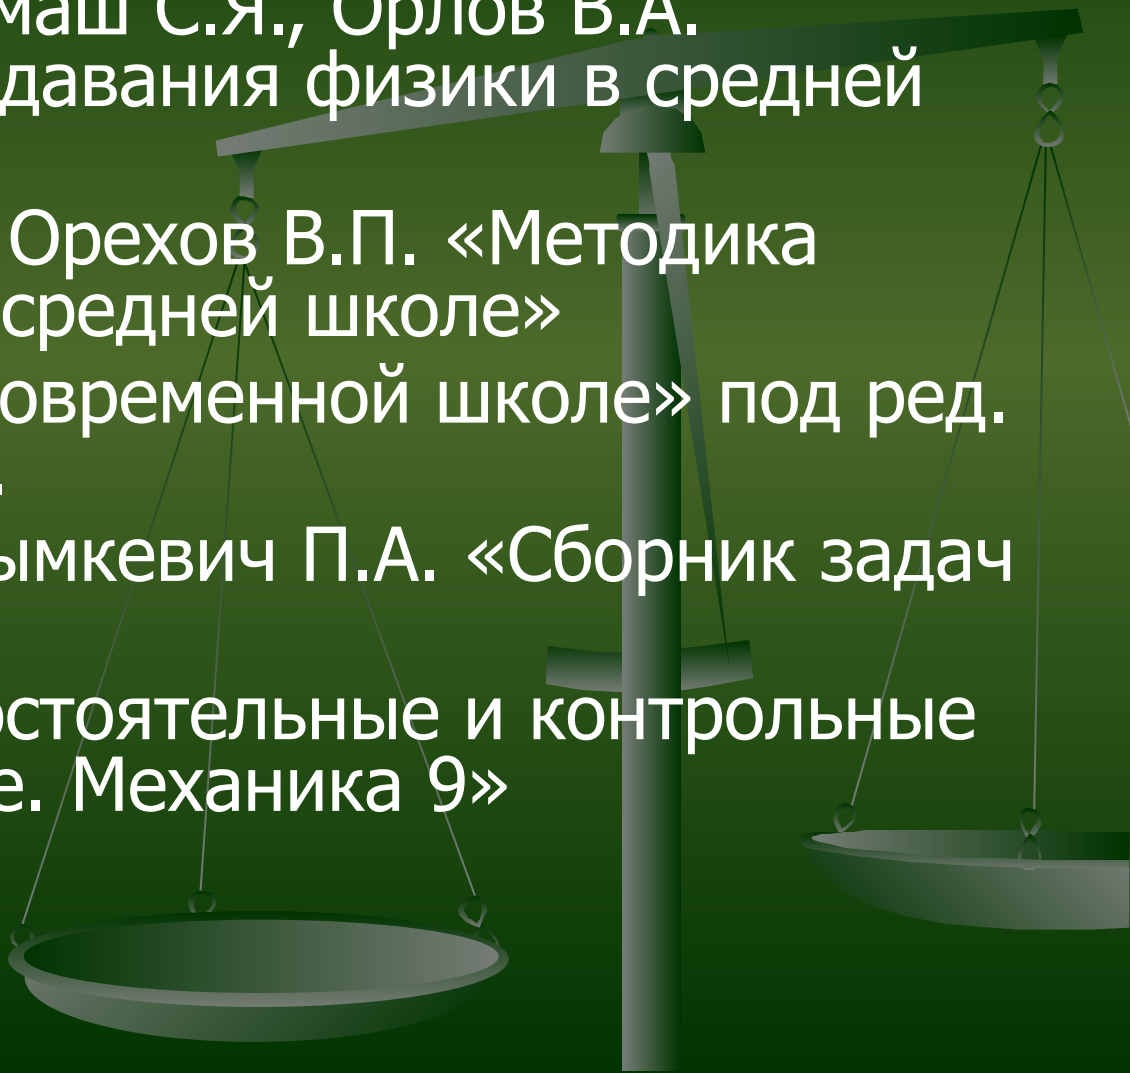 маш С.Я., Орлов В.А.
давания физики в средней
Орехов В.П. «Методика
средней школе»
овременной школе» под ред.
.
ымкевич П.А. «Сборник задач
остоятельные и контрольные
е. Механика 9»